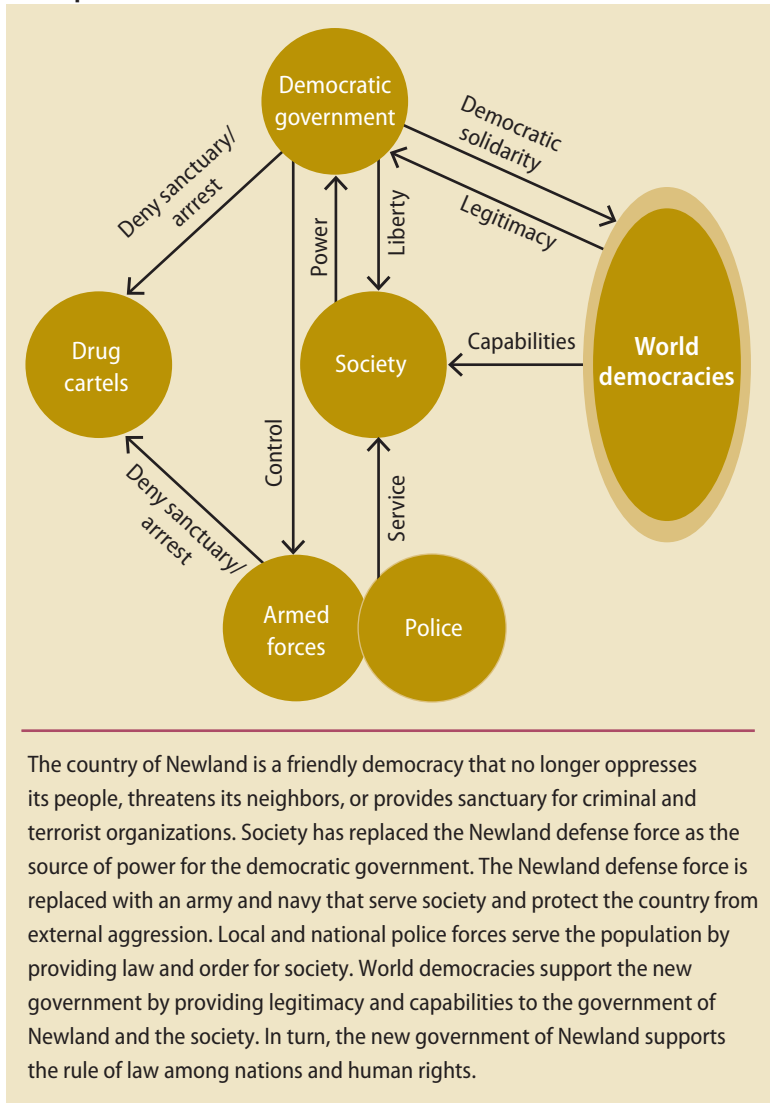 Democratic
government
Democratic
solidarity
Legitimacy
Deny sanctuary/
arrrest
Power
Liberty
Drug
cartels
Society
Capabilities
World
democracies
Control
Service
Deny sanctuary/
arrrest
Armed
forces
Police
The country of Newland is a friendly democracy that no longer oppresses
its people, threatens its neighbors, or provides sanctuary for criminal and
terrorist organizations. Society has replaced the Newland defense force as the
source of power for the democratic government. The Newland defense force is
replaced with an army and navy that serve society and protect the country from
external aggression. Local and national police forces serve the population by
providing law and order for society. World democracies support the new
government by providing legitimacy and capabilities to the government of
Newland and the society. In turn, the new government of Newland supports
the rule of law among nations and human rights.